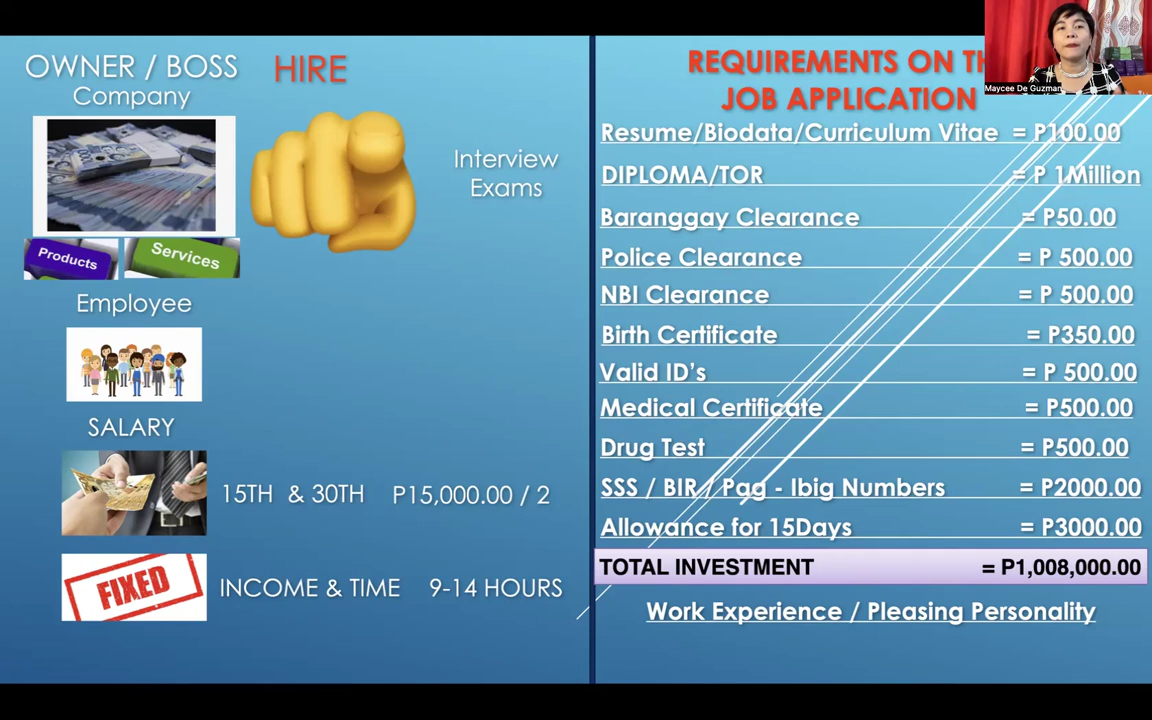 OWNER / BOSS
HIRE
Company
Interview
Exams
Products
Services
Employee
SALARY
15TH & 30TH
P15,000.00 / 2
FIXED
INCOME & TIME
9-14 HOURS
REQUIREMENTS ON TH
JOB APPLICATION
Maycee De Guzman
Resume/Biodata/Curriculum Vitae = P100.00
DIPLOMA/TOR = P 1Million
Baranggay Clearance = P50.00
Police Clearance = P 500.00
NBI Clearance = P 500.00
Birth Certificate = P350.00
Valid ID’s = P 500.00
Medical Certificate = P500.00
Drug Test = P500.00
SSS / BIR / Pag - Ibig Numbers = P2000.00
Allowance for 15Days = P3000.00
TOTAL INVESTMENT = P1,008,000.00
Work Experience / Pleasing Personality